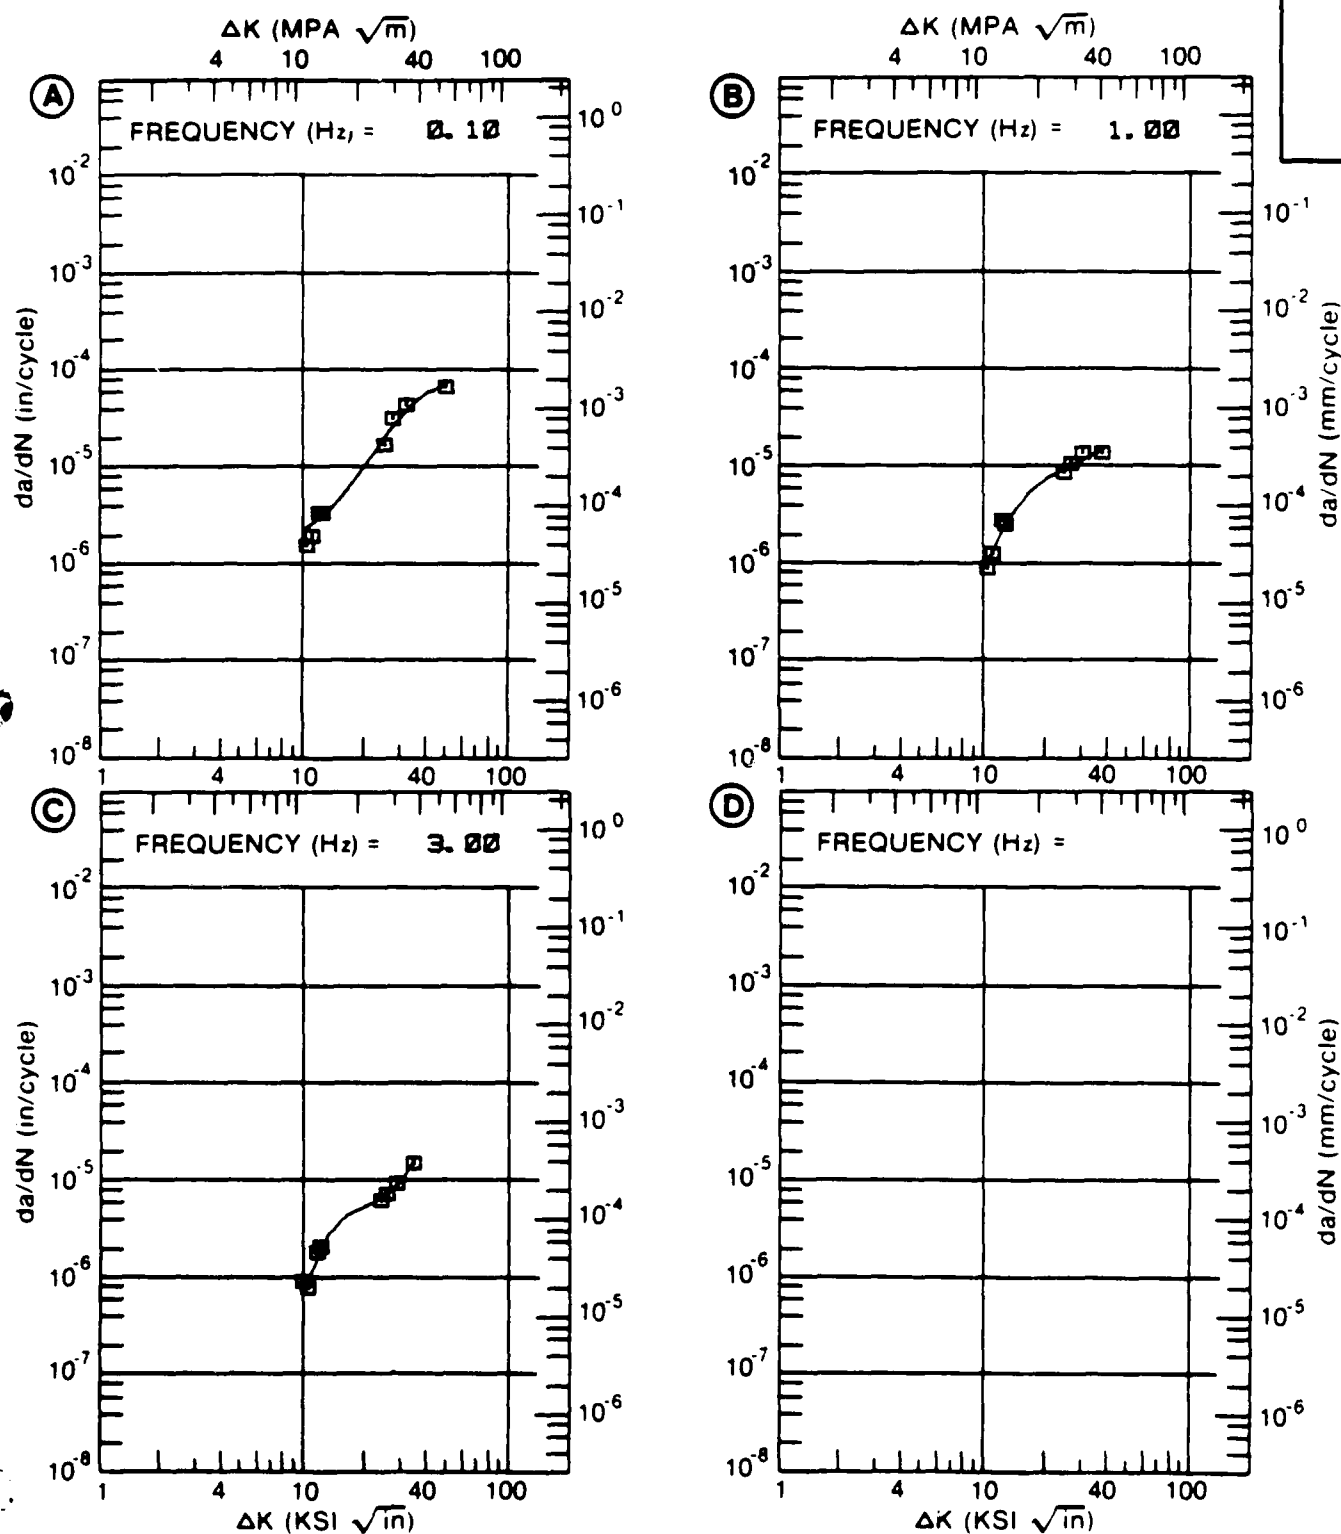 ΔK (MPA √m) ΔK (MPA √m)
4 10 40 100 4 10 40 100
A B
FREQUENCY (Hz) = 0.10 FREQUENCY (Hz) = 1.00
10^0
10^-2 10^-2
10^-1 10^-1
10^-3 10^-3
10^-2 10^-2
da/dN (in/cycle) da/dN (mm/cycle)
10^-4 10^-4
10^-3 10^-3
10^-5 10^-5
10^-4 10^-4
10^-6 10^-6
10^-5 10^-5
10^-7 10^-7
10^-6 10^-6
10^-8 10^-8
1 4 10 40 100 1 4 10 40 100
C D
FREQUENCY (Hz) = 3.00 FREQUENCY (Hz) =
10^0 10^0
10^-2 10^-2
10^-1 10^-1
10^-3 10^-3
10^-2 10^-2
da/dN (in/cycle) da/dN (mm/cycle)
10^-4 10^-4
10^-3 10^-3
10^-5 10^-5
10^-4 10^-4
10^-6 10^-6
10^-5 10^-5
10^-7 10^-7
10^-6 10^-6
10^-8 10^-8
1 4 10 40 100 1 4 10 40 100
ΔK (KSI √in) ΔK (KSI √in)